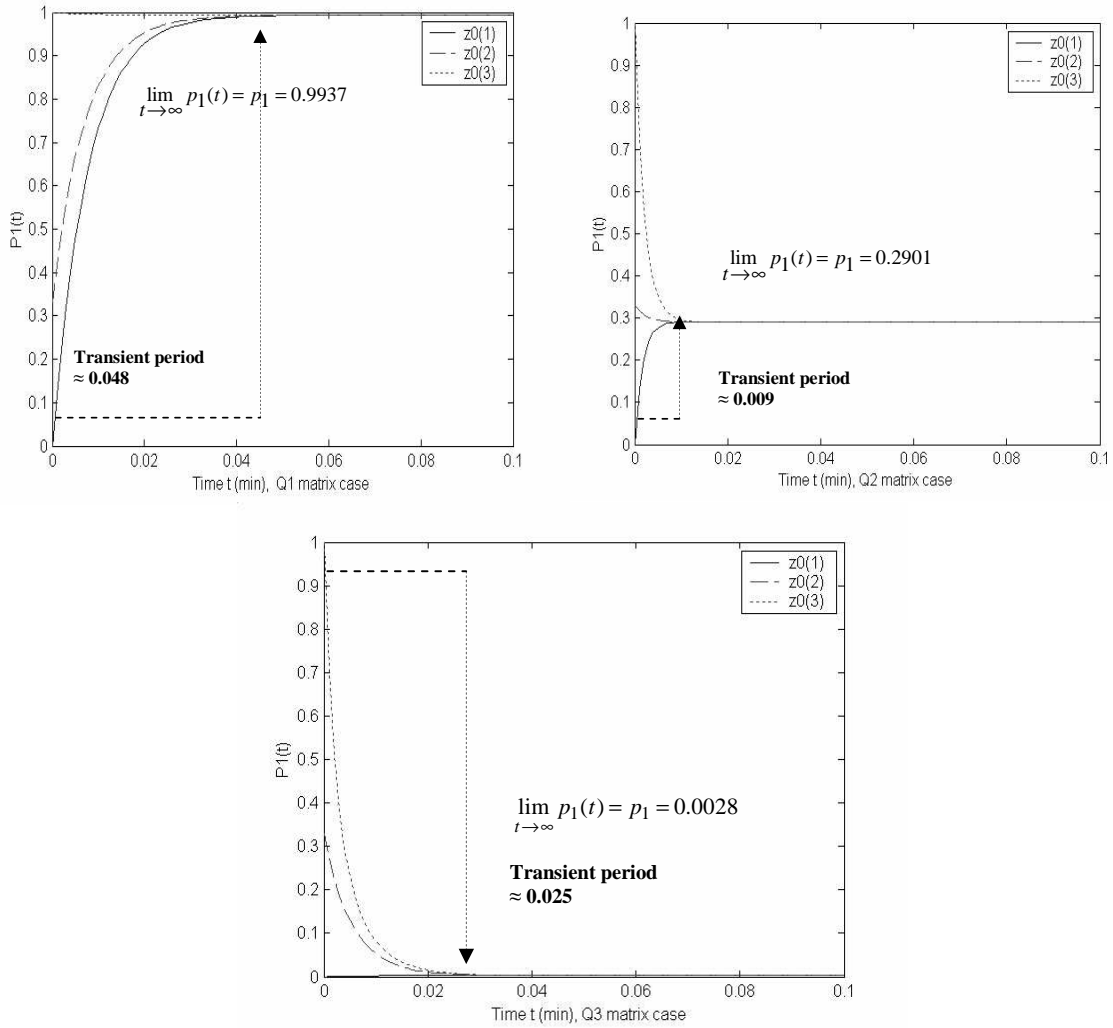 1
0.9
0.8
0.7
0.6
0.5
0.4
0.3
0.2
0.1
0
P1(t)
z0(1)
z0(2)
z0(3)
lim p₁(t) = p₁ = 0.9937
t→∞
Transient period
≈ 0.048
0 0.02 0.04 0.06 0.08 0.1
Time t (min), Q1 matrix case
1
0.9
0.8
0.7
0.6
0.5
0.4
0.3
0.2
0.1
0
P1(t)
z0(1)
z0(2)
z0(3)
lim p₁(t) = p₁ = 0.2901
t→∞
Transient period
≈ 0.009
0 0.02 0.04 0.06 0.08 0.1
Time t (min), Q2 matrix case
1
0.9
0.8
0.7
0.6
0.5
0.4
0.3
0.2
0.1
0
P1(t)
z0(1)
z0(2)
z0(3)
lim p₁(t) = p₁ = 0.0028
t→∞
Transient period
≈ 0.025
0 0.02 0.04 0.06 0.08 0.1
Time t (min), Q3 matrix case